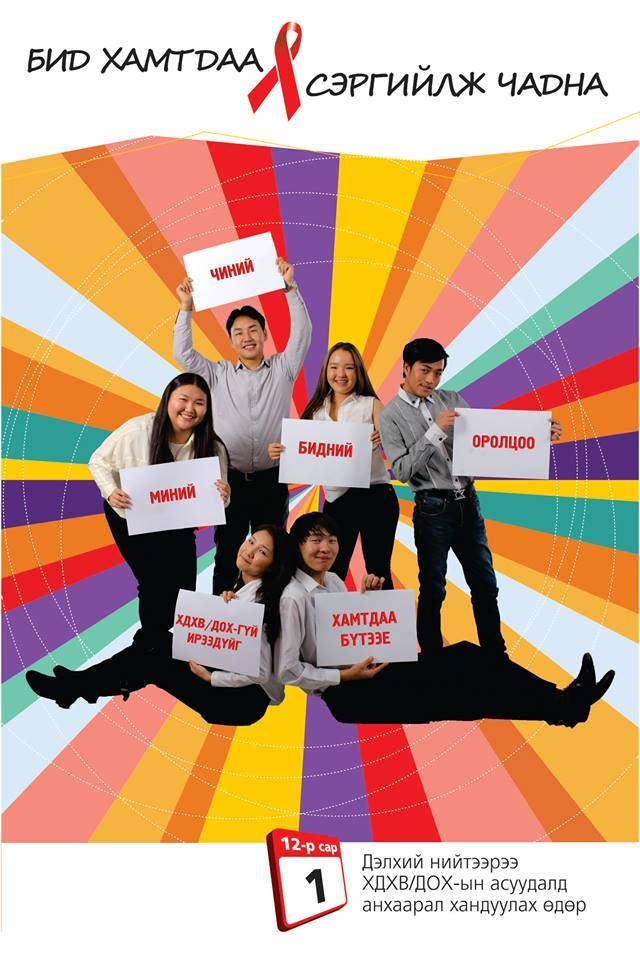 БИД ХАМТДАА
СЭРГИЙЛЖ ЧАДНА
ЧИНИЙ
МИНИЙ
БИДНИЙ
ОРОЛЦОО
ХДХВ/ДОХ-ГҮЙ
ИРЭЭДҮЙГ
ХАМТДАА
БҮТЭЭЕ
12-р сар
1
Дэлхий нийтээрээ
ХДХВ/ДОХ-ын асуудалд
анхаарал хандуулах өдөр